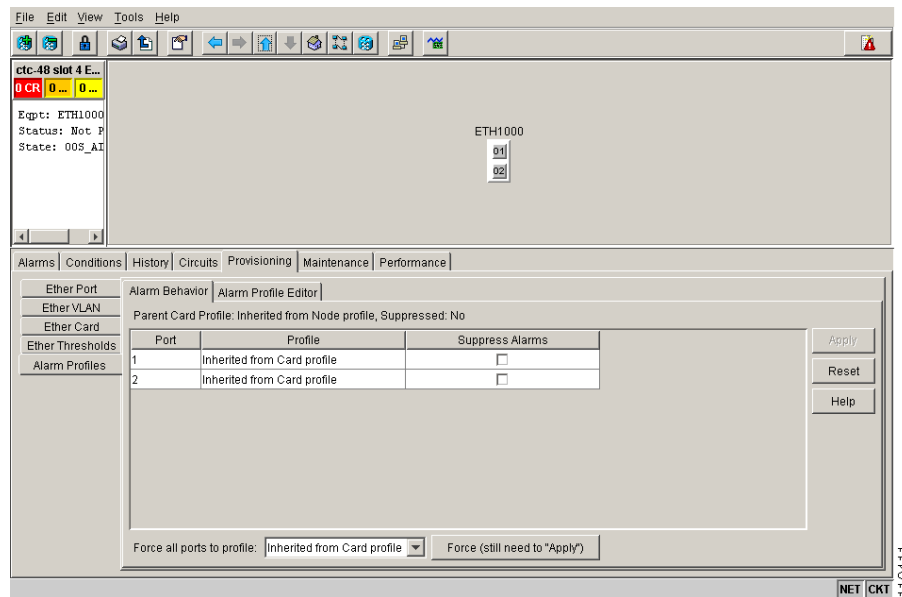 File Edit View Tools Help
ctc-48 slot 4 E...
0 CR 0 ... 0 ...
Eqpt: ETH1000
Status: Not P
State: OOS_AI
ETH1000
01
02
Alarms Conditions History Circuits Provisioning Maintenance Performance
Ether Port
Ether VLAN
Ether Card
Ether Thresholds
Alarm Profiles
Alarm Behavior Alarm Profile Editor
Parent Card Profile: Inherited from Node profile, Suppressed: No
Port Profile Suppress Alarms
1 Inherited from Card profile
2 Inherited from Card profile
Apply
Reset
Help
Force all ports to profile: Inherited from Card profile Force (still need to "Apply")
NET CKT